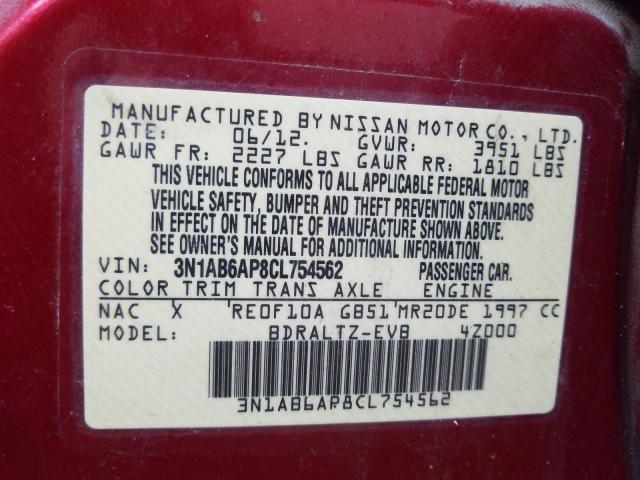 MANUFACTURED BY NISSAN MOTOR CO., LTD.
DATE: 06/12. GVWR: 3951 LBS
GAWR FR: 2227 LBS GAWR RR: 1810 LBS
THIS VEHICLE CONFORMS TO ALL APPLICABLE FEDERAL MOTOR
VEHICLE SAFETY, BUMPER AND THEFT PREVENTION STANDARDS
IN EFFECT ON THE DATE OF MANUFACTURE SHOWN ABOVE.
SEE OWNER'S MANUAL FOR ADDITIONAL INFORMATION.
VIN: 3N1AB6AP8CL754562 PASSENGER CAR.
COLOR TRIM TRANS AXLE ENGINE
NAC X RE0F10A GB51 MR20DE 1997 CC
MODEL: BDRALTZ-EVB 4Z000
3N1AB6AP8CL754562